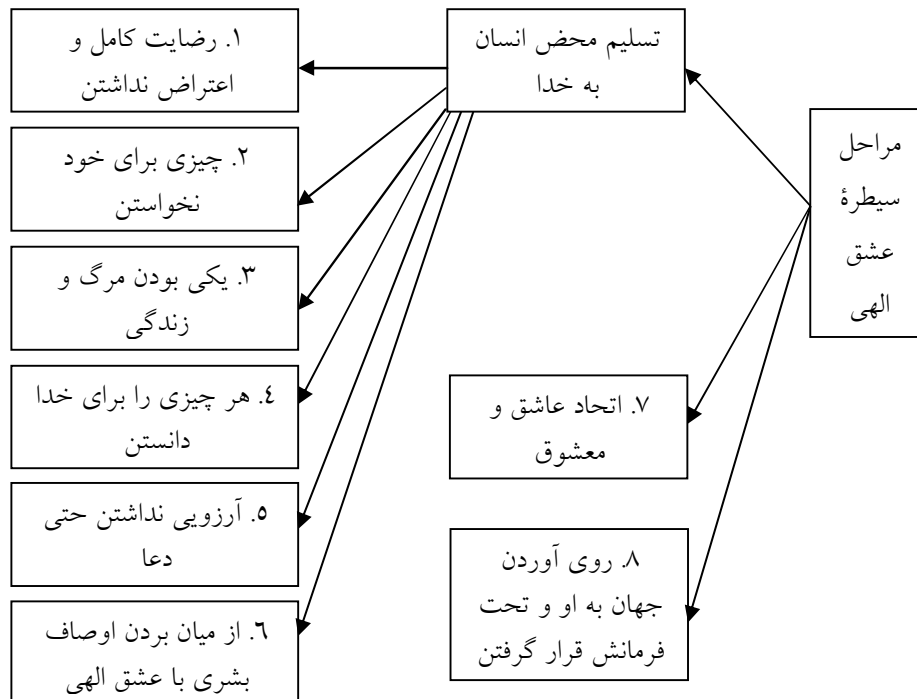 مراحل
سیطرهٔ
عشق
الهی
تسلیم محض انسان
به خدا
۱. رضایت کامل و
اعتراض نداشتن
۲. چیزی برای خود
نخواستن
۳. یکی بودن مرگ و
زندگی
٤. هر چیزی را برای خدا
دانستن
٥. آرزویی نداشتن حتی
دعا
٦. از میان بردن اوصاف
بشری با عشق الهی
۷. اتحاد عاشق و
معشوق
۸. روی آوردن
جهان به او و تحت
فرمانش قرار گرفتن